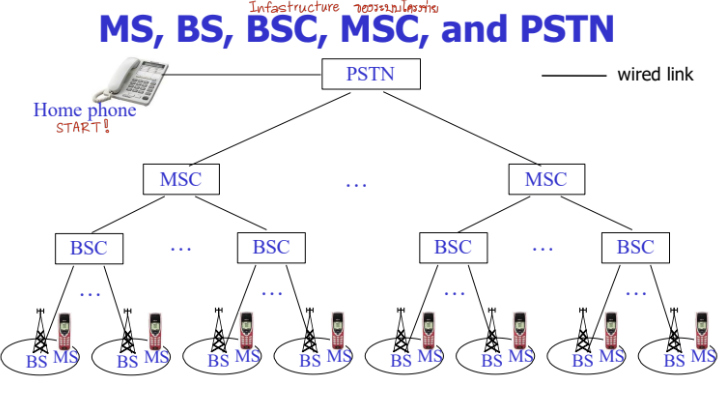 Infastructure ของระบบโครงข่าย
MS, BS, BSC, MSC, and PSTN
PSTN
wired link
Home phone
START!
MSC ... MSC
BSC ... BSC BSC ... BSC
... ... ... ...
BS MS BS MS BS MS BS MS BS MS BS MS BS MS BS MS